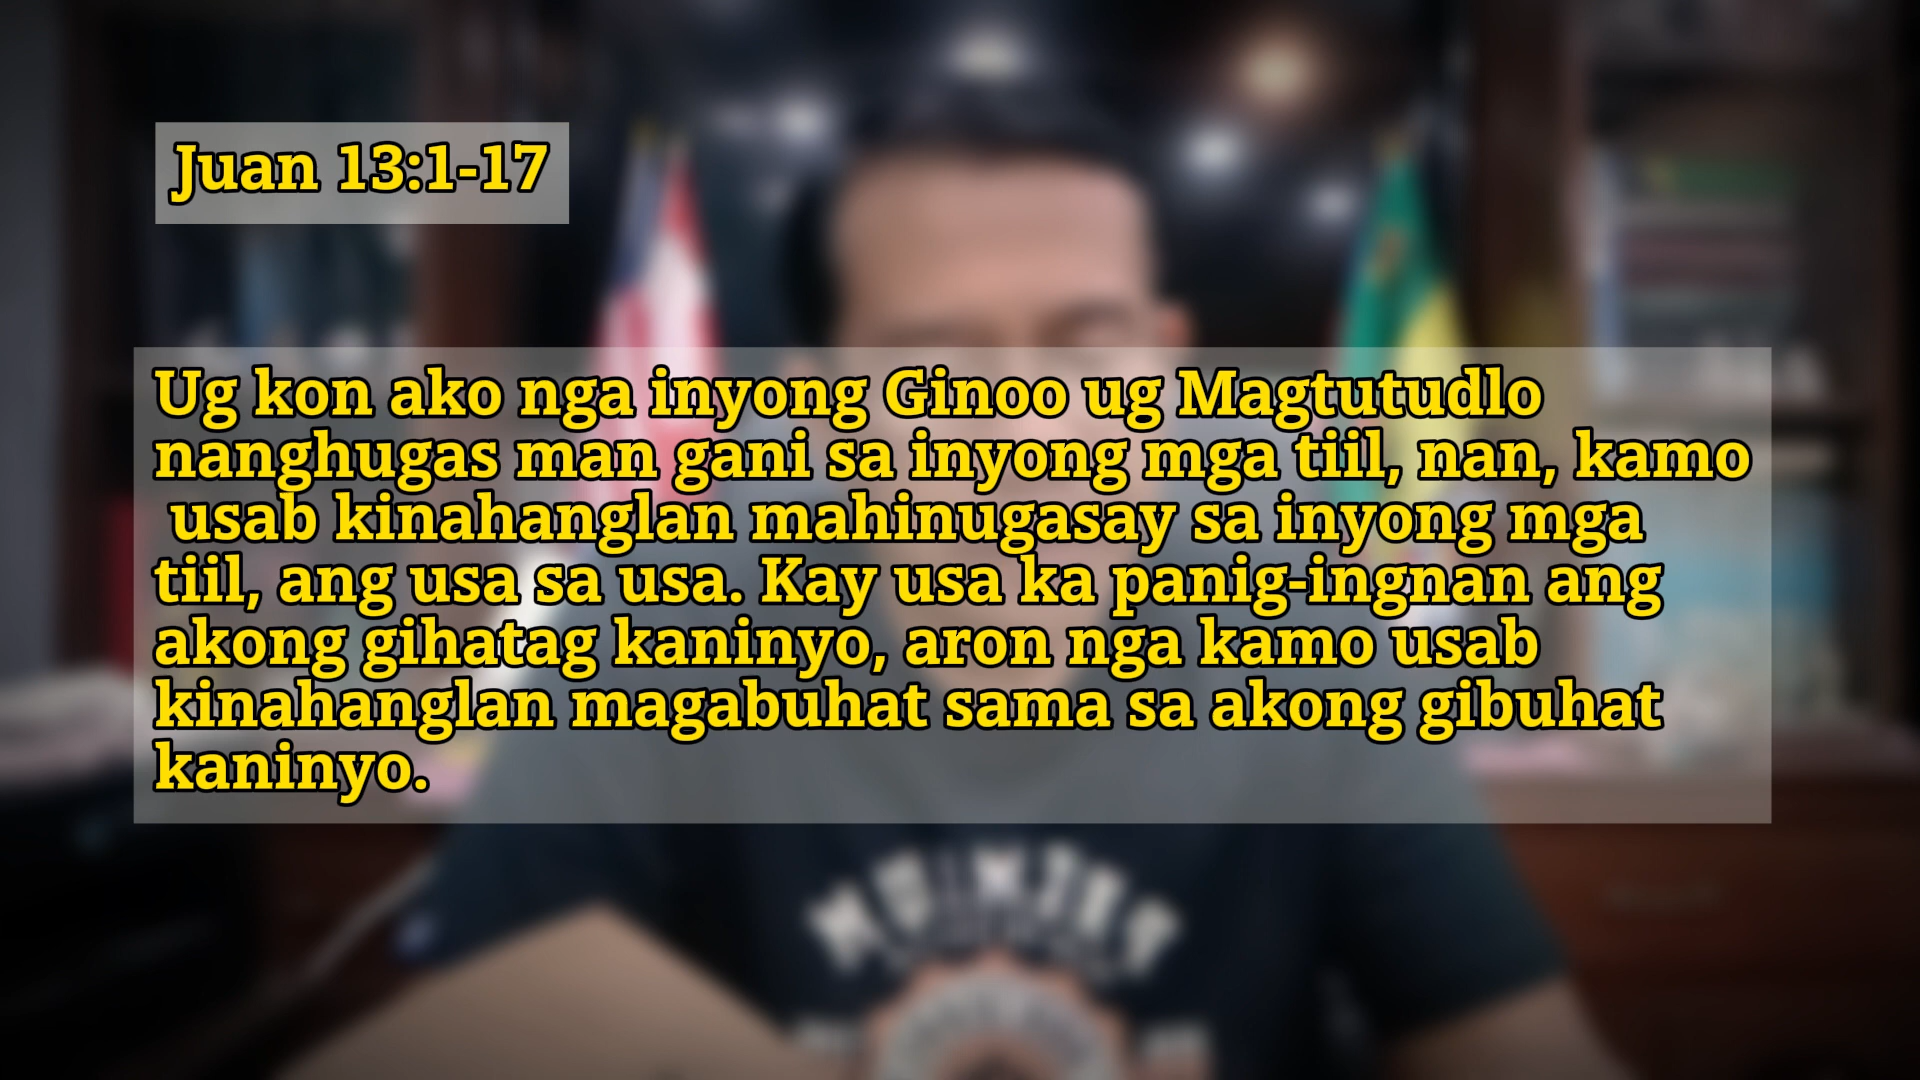 Juan 13:1-17
Ug kon ako nga inyong Ginoo ug Magtutudlo
nanghugas man gani sa inyong mga tiil, nan, kamo
usab kinahanglan mahinugasay sa inyong mga
tiil, ang usa sa usa. Kay usa ka panig-ingnan ang
akong gihatag kaninyo, aron nga kamo usab
kinahanglan magabuhat sama sa akong gibuhat
kaninyo.